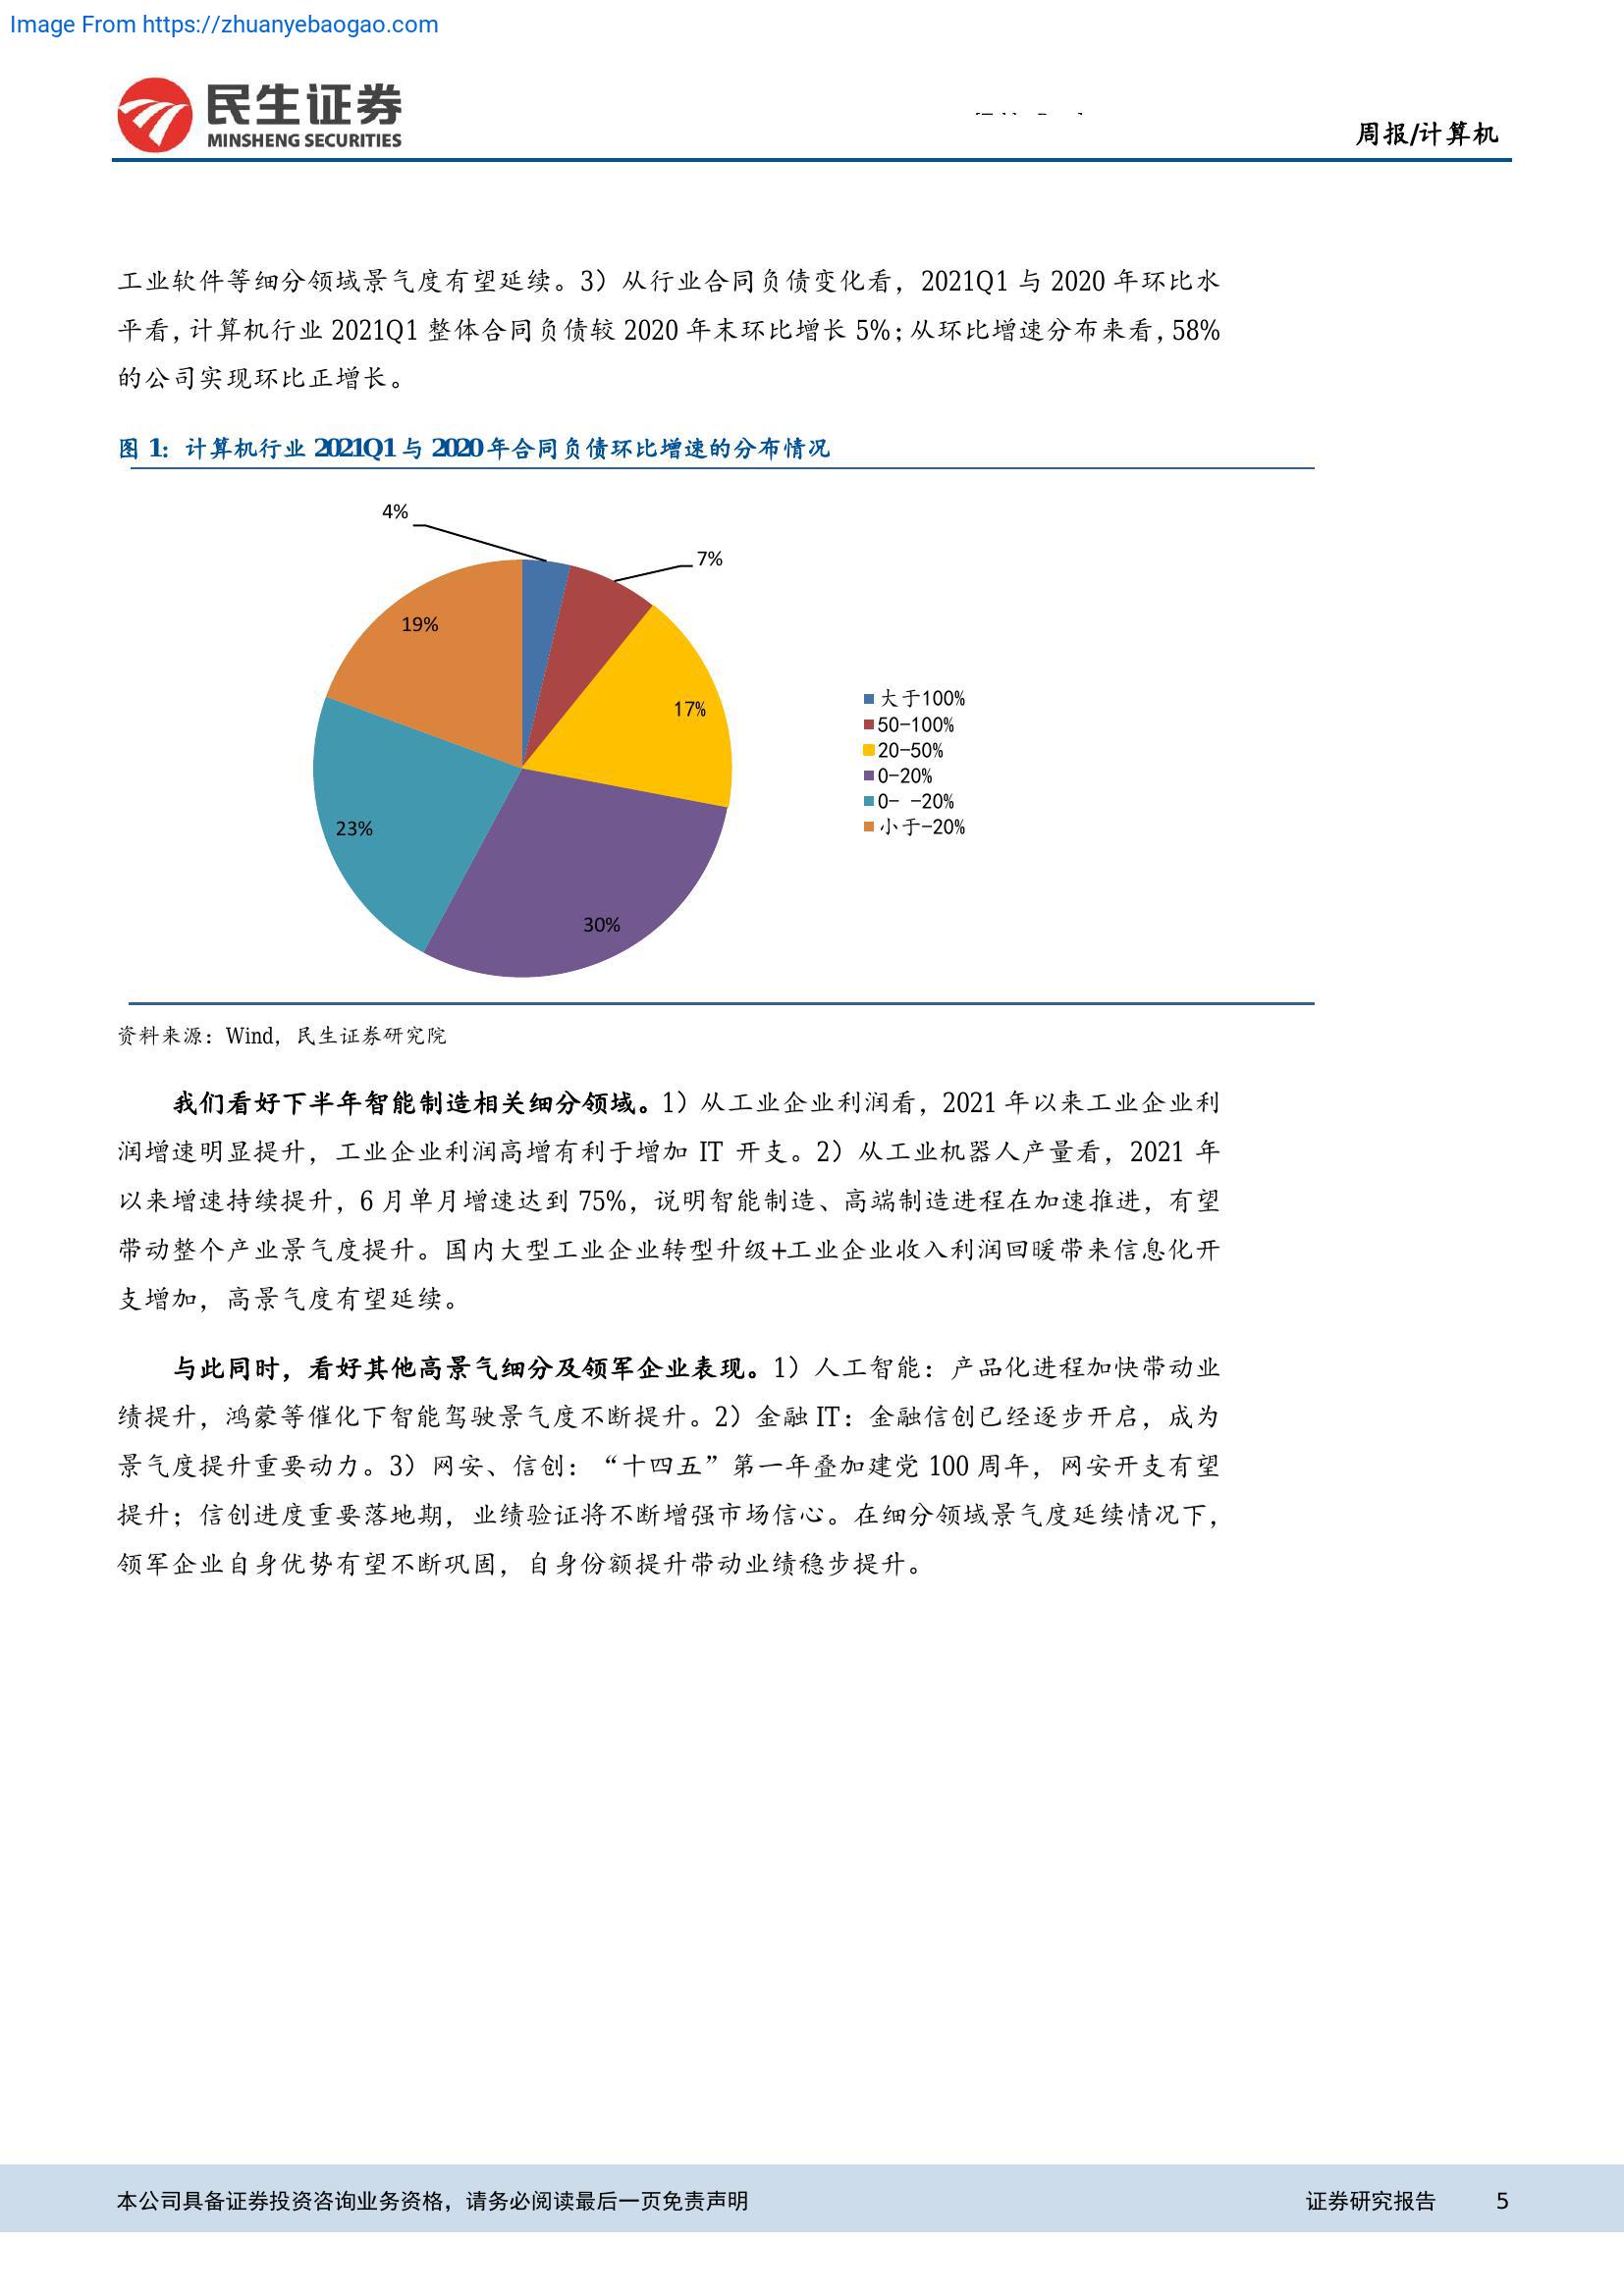 Image From https://zhuanyebaogao.com
民生证券
MINSHENG SECURITIES
周报/计算机
工业软件等细分领域景气度有望延续。3）从行业合同负债变化看，2021Q1 与 2020 年环比水
平看，计算机行业 2021Q1 整体合同负债较 2020 年末环比增长 5%；从环比增速分布来看，58%
的公司实现环比正增长。
图 1：计算机行业 2021Q1 与 2020 年合同负债环比增速的分布情况
4%
7%
19%
17%
23%
30%
大于100%
50-100%
20-50%
0-20%
0- -20%
小于-20%
资料来源：Wind，民生证券研究院
我们看好下半年智能制造相关细分领域。1）从工业企业利润看，2021 年以来工业企业利
润增速明显提升，工业企业利润高增有利于增加 IT 开支。2）从工业机器人产量看，2021 年
以来增速持续提升，6 月单月增速达到 75%，说明智能制造、高端制造进程在加速推进，有望
带动整个产业景气度提升。国内大型工业企业转型升级+工业企业收入利润回暖带来信息化开
支增加，高景气度有望延续。
与此同时，看好其他高景气细分及领军企业表现。1）人工智能：产品化进程加快带动业
绩提升，鸿蒙等催化下智能驾驶景气度不断提升。2）金融 IT：金融信创已经逐步开启，成为
景气度提升重要动力。3）网安、信创：“十四五”第一年叠加建党 100 周年，网安开支有望
提升；信创进度重要落地期，业绩验证将不断增强市场信心。在细分领域景气度延续情况下，
领军企业自身优势有望不断巩固，自身份额提升带动业绩稳步提升。
本公司具备证券投资咨询业务资格，请务必阅读最后一页免责声明
证券研究报告 5